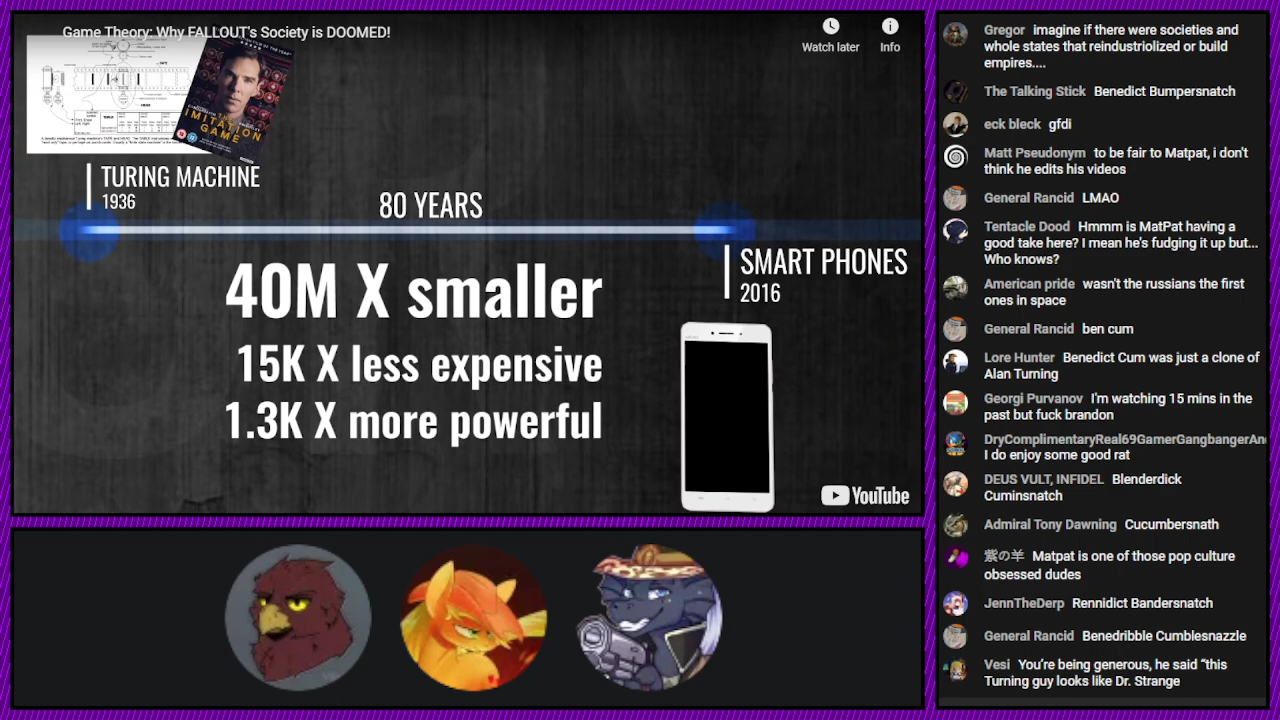 Game Theory: Why FALLOUT's Society is DOOMED!
Watch later
Info
THE
IMITATION
GAME
TURING MACHINE
1936
80 YEARS
SMART PHONES
2016
40M X smaller
15K X less expensive
1.3K X more powerful
YouTube
Gregor imagine if there were societies and
whole sates that reindustriolized or build
empires....
The Talking Stick Benedict Bumpersnatch
ock bleck gfdi
Matt Pseudonym to be fair to Matpat, i don't
think he edits his videos
General Rancid LMAO
Tentacle Dood Hmmm is MatPat having a
good take here? I mean he's fudging it up but...
Who knows?
American pride wasn't the russians the first
ones in space
General Rancid ben cum
Lore Hunter Benedict Cum was just a clone of
Alan Turning
Georgi Purvanov I'm watching 15 mins in the
past but fuck brandon
DryComplimentaryReal69GamerGangbangerAn
I do enjoy some good rat
DEUS VULT, INFIDEL Blenderdick
Cuminsnatch
Admiral Tony Dawning Cucumbersnath
紫の羊 Matpat is one of those pop culture
obsessed dudes
JennTheDerp Rennidict Bandersnatch
General Rancid Benedribble Cumblesnazzle
Vesi You're being generous, he said “this
Turning guy looks like Dr. Strange